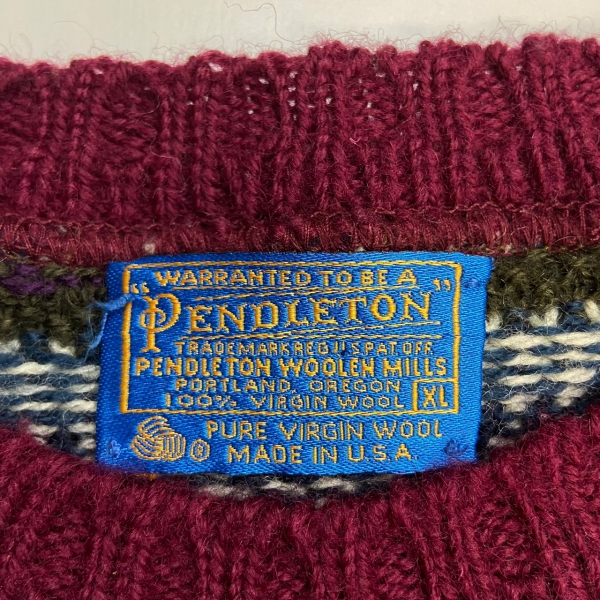 "WARRANTED TO BE A
PENDLETON"
TRADEMARK REG U S PAT. OFF.
PENDLETON WOOLEN MILLS
PORTLAND, OREGON
100% VIRGIN WOOL XL
® PURE VIRGIN WOOL
MADE IN U.S.A.